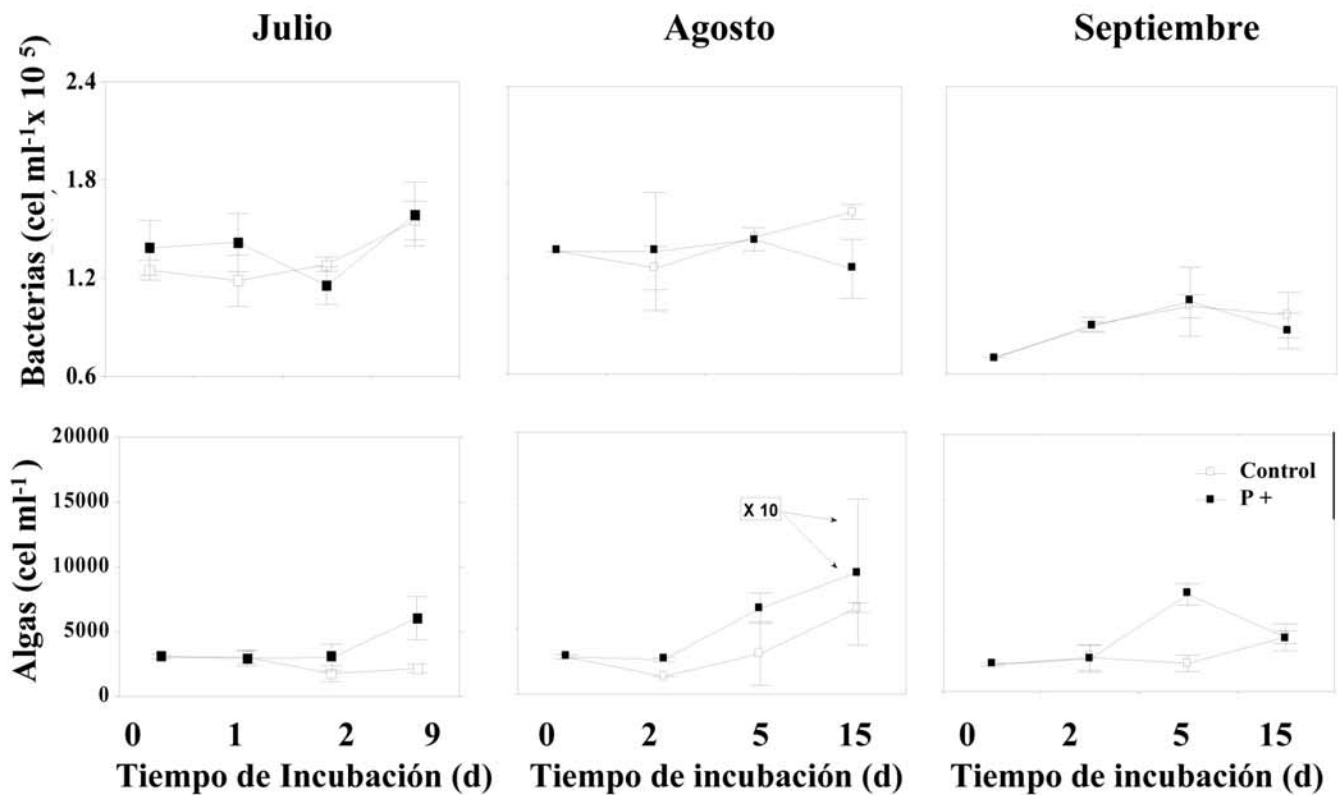 Julio Agosto Septiembre
Bacterias (cel ml⁻¹x 10 ⁵)
2.4
1.8
1.2
0.6
Algas (cel ml⁻¹)
20000
15000
10000
5000
0
X 10
Control
P +
0 1 2 9 0 2 5 15 0 2 5 15
Tiempo de Incubación (d) Tiempo de incubación (d) Tiempo de incubación (d)